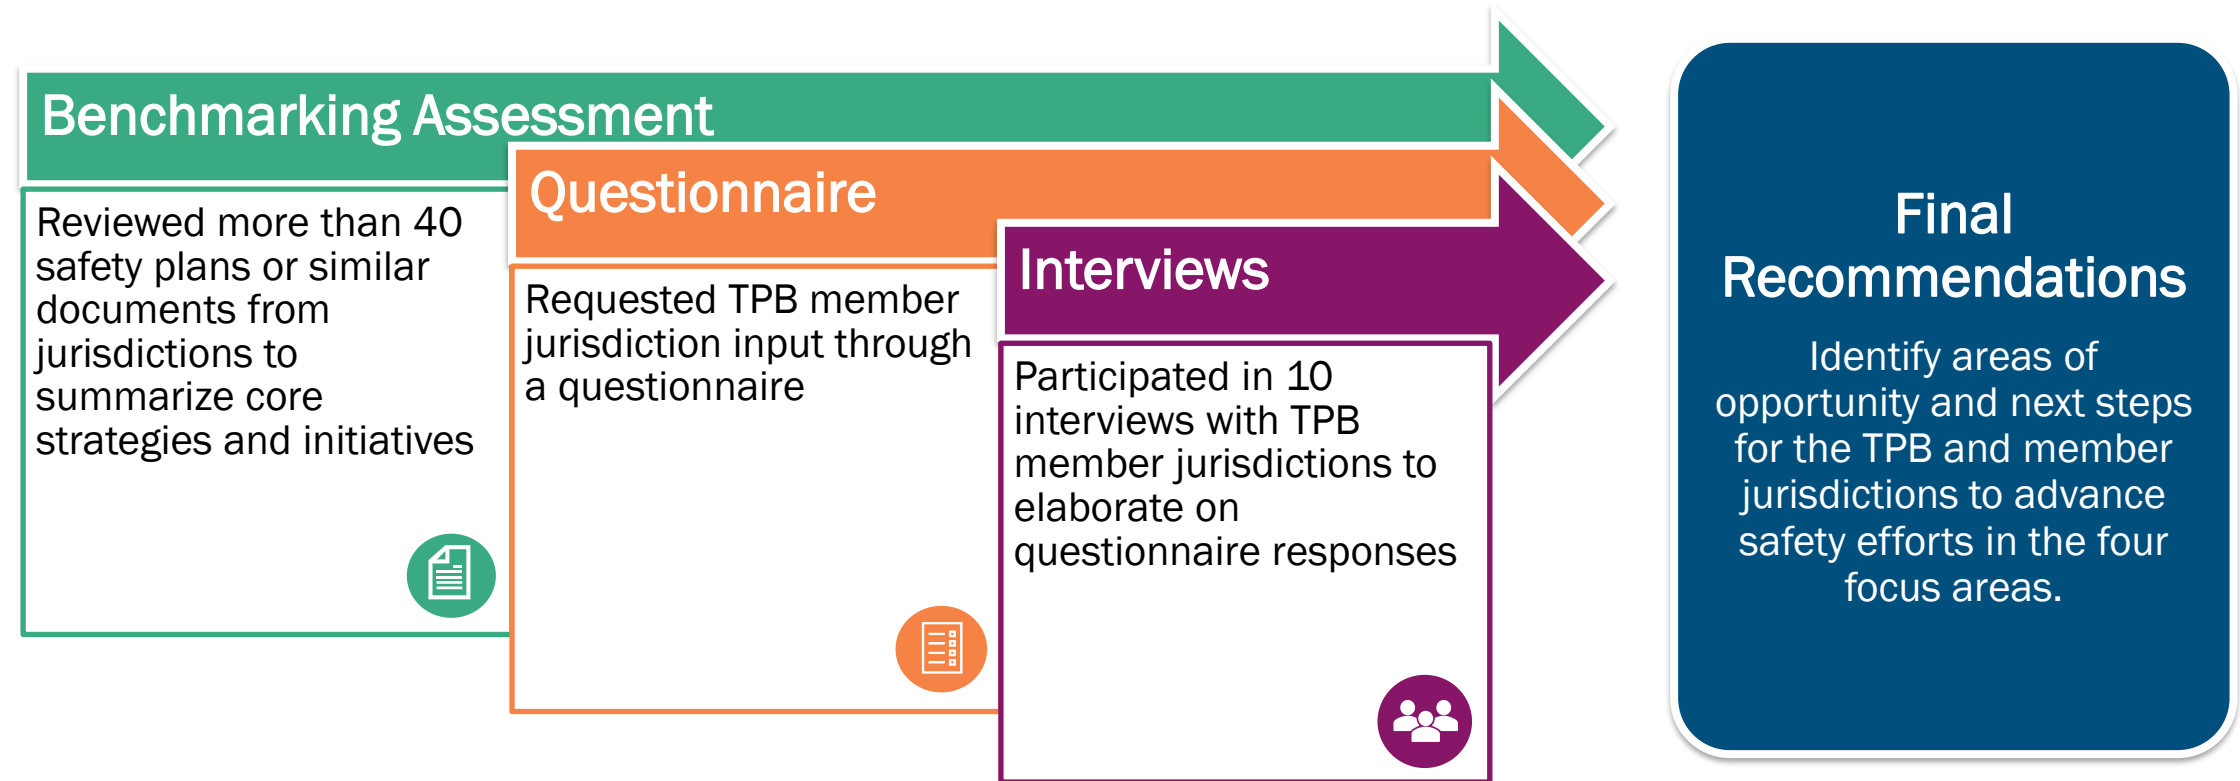 Benchmarking Assessment
Reviewed more than 40
safety plans or similar
documents from
jurisdictions to
summarize core
strategies and initiatives
Questionnaire
Requested TPB member
jurisdiction input through
a questionnaire
Interviews
Participated in 10
interviews with TPB
member jurisdictions to
elaborate on
questionnaire responses
Final
Recommendations
Identify areas of
opportunity and next steps
for the TPB and member
jurisdictions to advance
safety efforts in the four
focus areas.